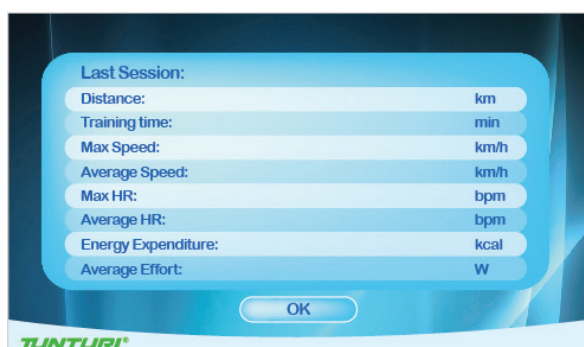 Last Session:
Distance: km
Training time: min
Max Speed: km/h
Average Speed: km/h
Max HR: bpm
Average HR: bpm
Energy Expenditure: kcal
Average Effort: W
OK
TUNTURI®